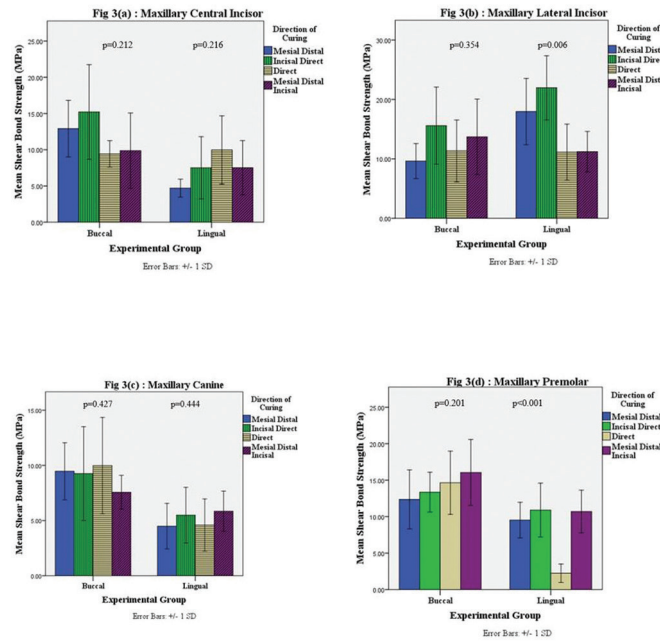 Fig 3(a) : Maxillary Central Incisor
Mean Shear Bond Strength (MPa)
25.00
20.00
15.00
10.00
5.00
0.00
p=0.212
p=0.216
Buccal
Lingual
Experimental Group
Error Bars: +/- 1 SD
Direction of
Curing
Mesial Distal
Incisal Direct
Direct
Mesial Distal
Incisal
Fig 3(b) : Maxillary Lateral Incisor
Mean Shear Bond Strength (MPa)
30.00
20.00
10.00
0.00
p=0.354
p=0.006
Buccal
Lingual
Experimental Group
Error Bars: +/- 1 SD
Direction of
Curing
Mesial Distal
Incisal Direct
Direct
Mesial Distal
Incisal
Fig 3(c) : Maxillary Canine
Mean Shear Bond Strength (MPa)
15.00
10.00
5.00
0.00
p=0.427
p=0.444
Buccal
Lingual
Experimental Group
Error Bars: +/- 1 SD
Direction of
Curing
Mesial Distal
Incisal Direct
Direct
Mesial Distal
Incisal
Fig 3(d) : Maxillary Premolar
Mean Shear Bond Strength (MPa)
25.00
20.00
15.00
10.00
5.00
0.00
p=0.201
p<0.001
Buccal
Lingual
Experimental Group
Error Bars: +/- 1 SD
Direction of
Curing
Mesial Distal
Incisal Direct
Direct
Mesial Distal
Incisal